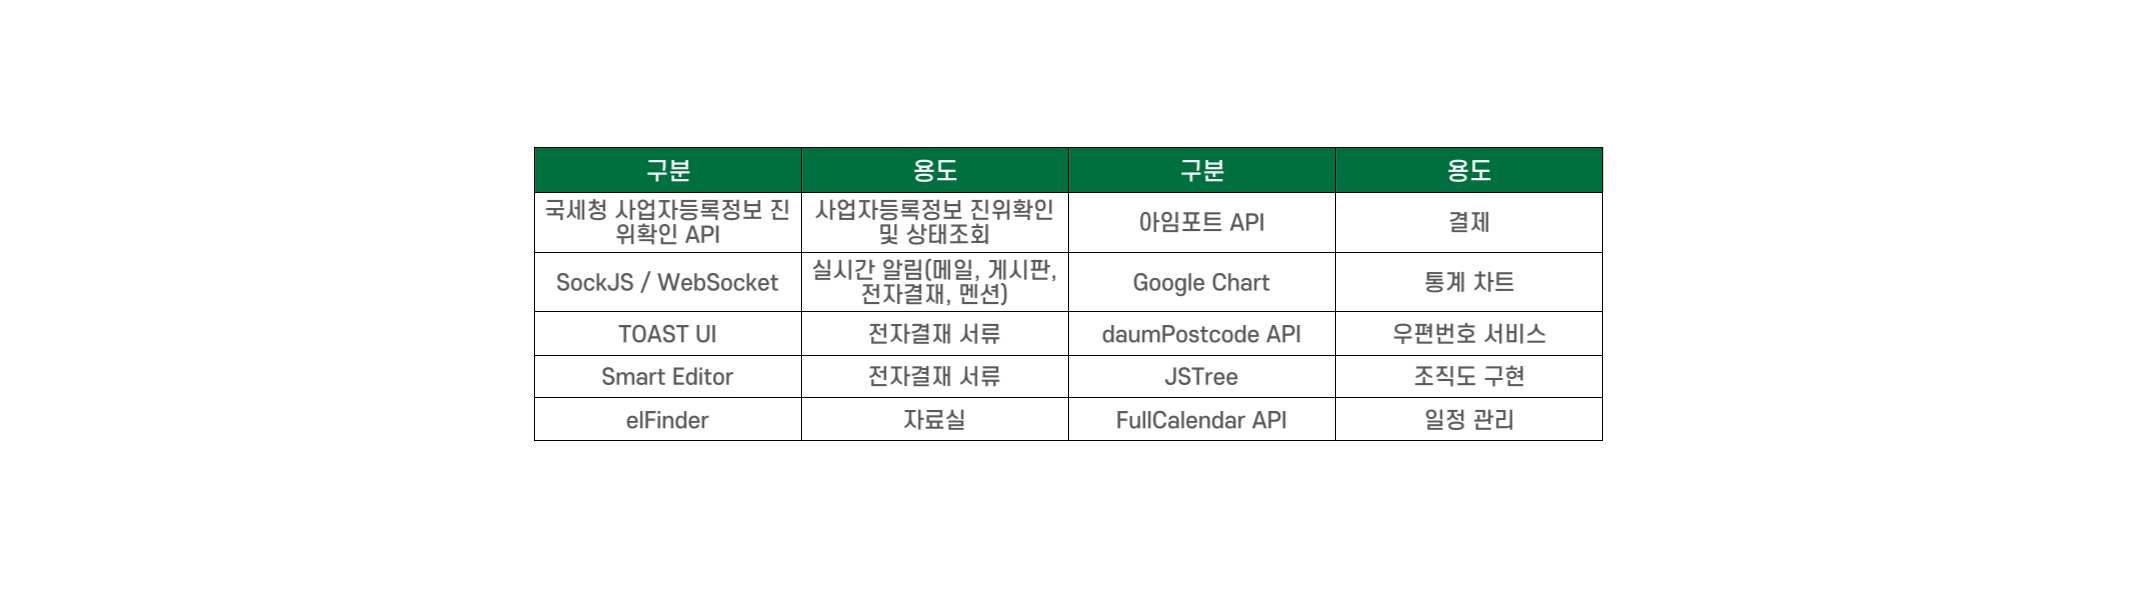 구분 용도 구분 용도
국세청 사업자등록정보 진
위확인 API
사업자등록정보 진위확인
및 상태조회
아임포트 API
결제
SockJS / WebSocket
실시간 알림(메일, 게시판,
전자결재, 멘션)
Google Chart
통계 차트
TOAST UI 전자결재 서류 daumPostcode API 우편번호 서비스
Smart Editor 전자결재 서류 JSTree 조직도 구현
elFinder 자료실 FullCalendar API 일정 관리